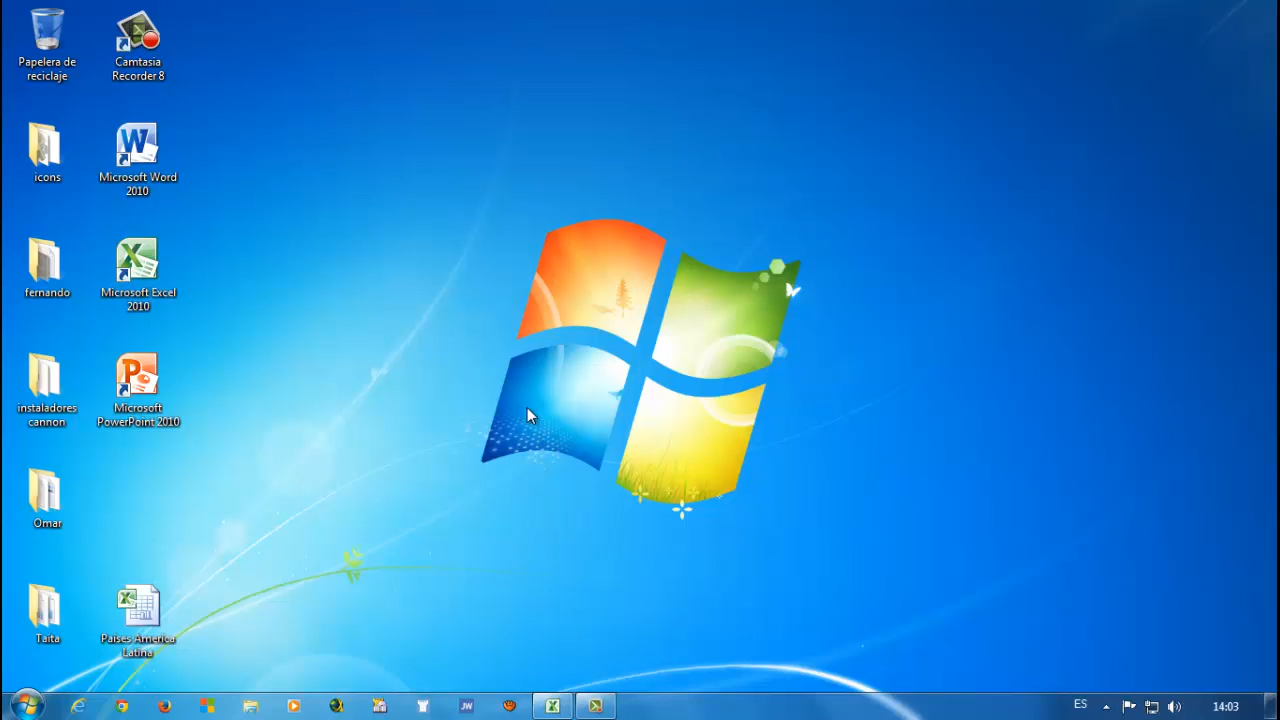 Papelera de
reciclaje
Camtasia
Recorder 8
icons
Microsoft Word
2010
fernando
Microsoft Excel
2010
instaladores
cannon
Microsoft
PowerPoint 2010
Omar
Taita
Paises America
Latina
JW
ES
14:03